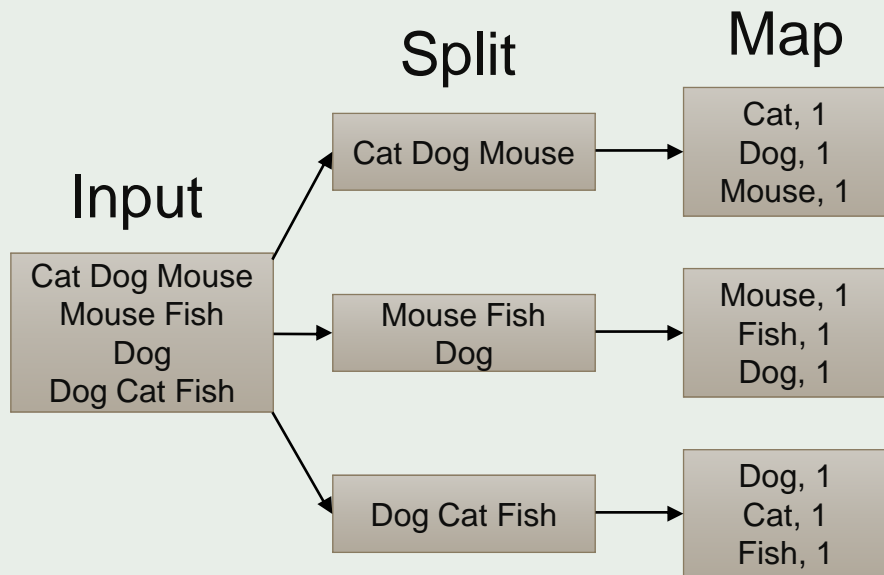 Input
Cat Dog Mouse
Mouse Fish
Dog
Dog Cat Fish
Split
Cat Dog Mouse
Mouse Fish
Dog
Dog Cat Fish
Map
Cat, 1
Dog, 1
Mouse, 1
Mouse, 1
Fish, 1
Dog, 1
Dog, 1
Cat, 1
Fish, 1